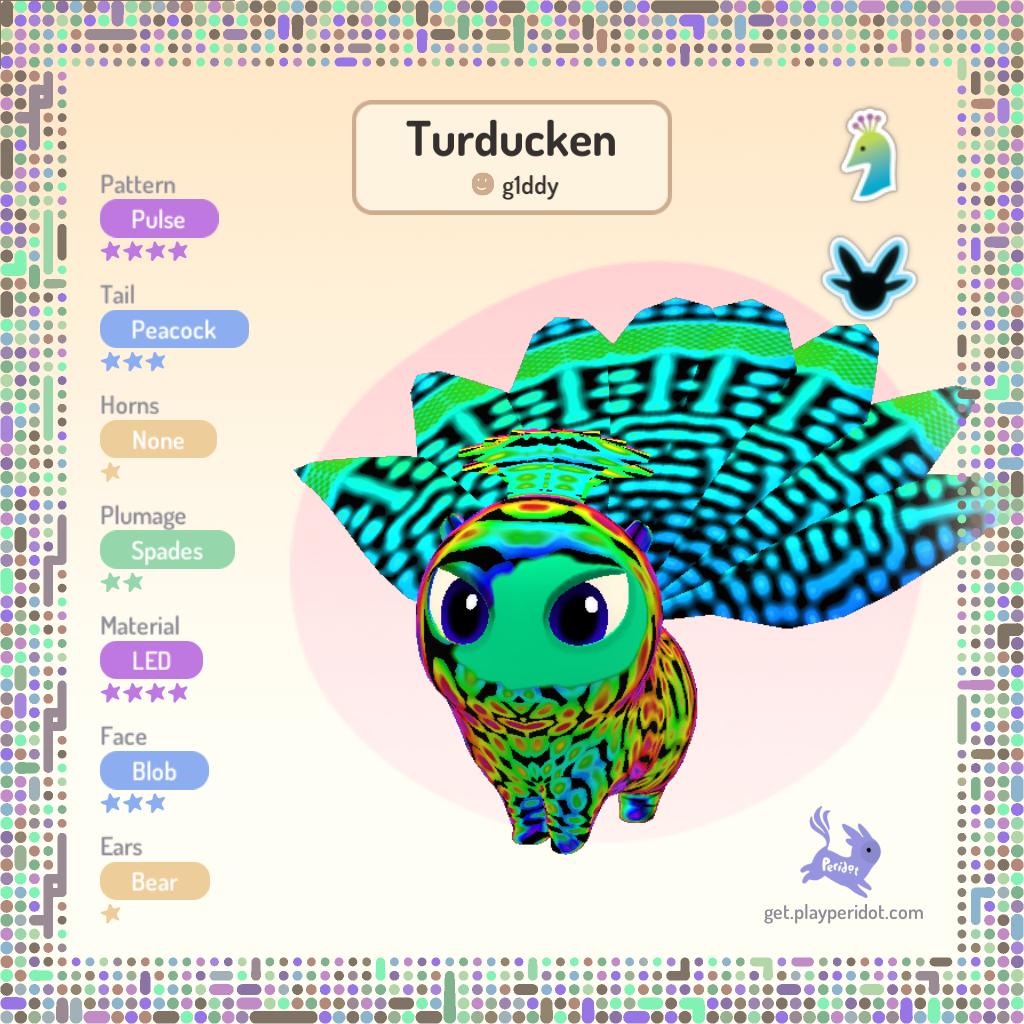 Turducken
g1ddy
Pattern
Pulse
Tail
Peacock
Horns
None
Plumage
Spades
Material
LED
Face
Blob
Ears
Bear
Peridot
get.playperidot.com